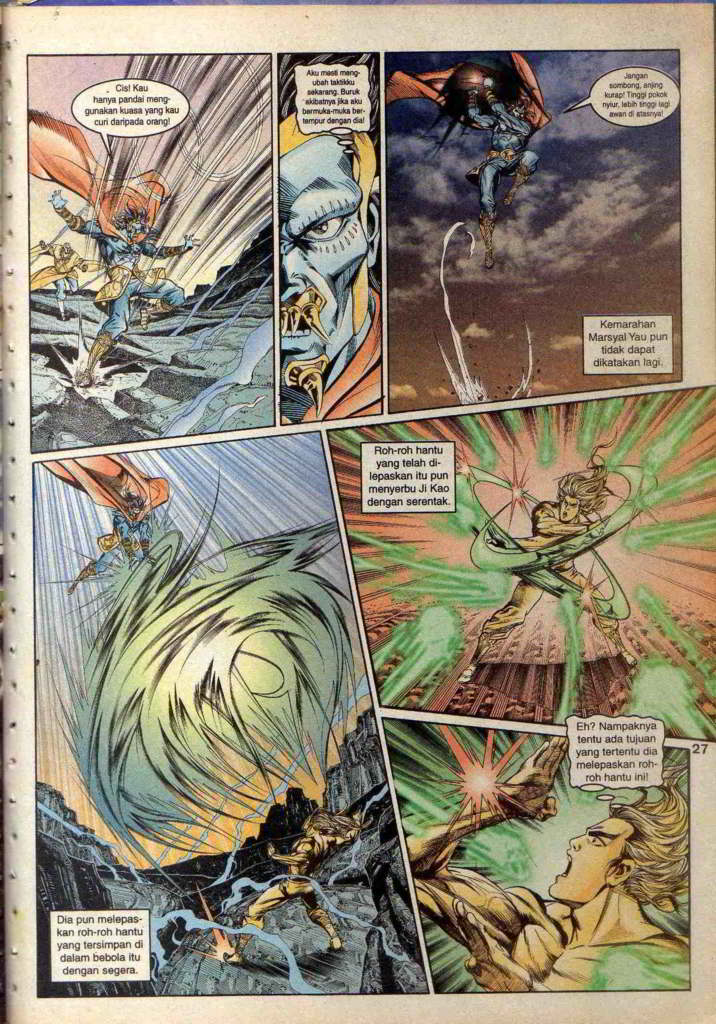 Cis! Kau
hanya pandai meng-
gunakan kuasa yang kau
curi daripada orang!
Aku mesti meng-
ubah taktikku
sekarang. Buruk
akibatnya jika aku
bermuka-muka ber-
tempur dengan dia!
Jangan
sombong, anjing
kurap! Tinggi pokok
nyiur, lebih tinggi lagi
awan di atasnya!
Kemarahan
Marsyal Yau pun
tidak dapat
dikatakan lagi.
Dia pun melepas-
kan roh-roh hantu
yang tersimpan di
dalam bebola itu
dengan segera.
Roh-roh hantu
yang telah di-
lepaskan itu pun
menyerbu Ji Kao
dengan serentak.
Eh? Nampaknya
tentu ada tujuan
yang tertentu dia
melepaskan roh-
roh hantu ini!
27